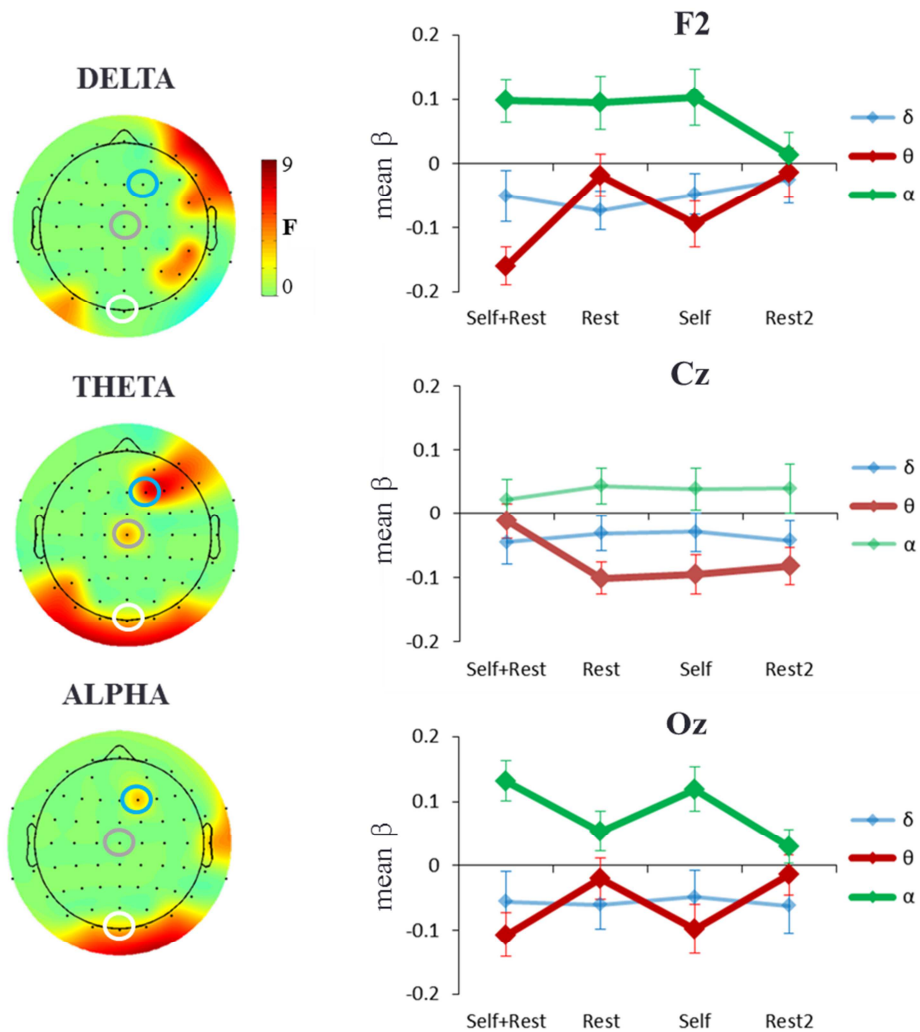 DELTA
9
F
0
THETA
ALPHA
F2
mean β
0.2
0.1
0
-0.1
-0.2
Self+Rest Rest Self Rest2
δ
θ
α
Cz
mean β
0.2
0.1
0
-0.1
-0.2
Self+Rest Rest Self Rest2
δ
θ
α
Oz
mean β
0.2
0.1
0
-0.1
-0.2
Self+Rest Rest Self Rest2
δ
θ
α